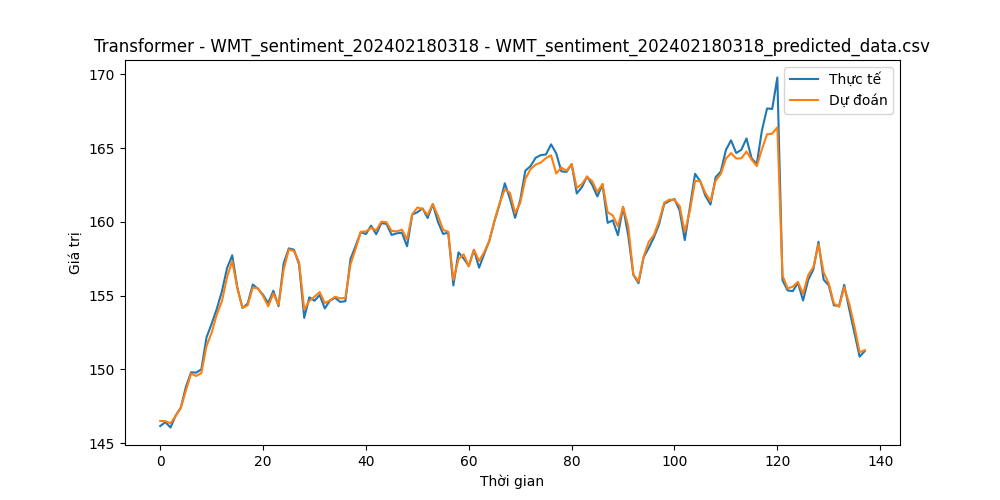 Transformer - WMT_sentiment_202402180318 - WMT_sentiment_202402180318_predicted_data.csv
Thực tế
Dự đoán
Giá trị
170
165
160
155
150
145
0 20 40 60 80 100 120 140
Thời gian